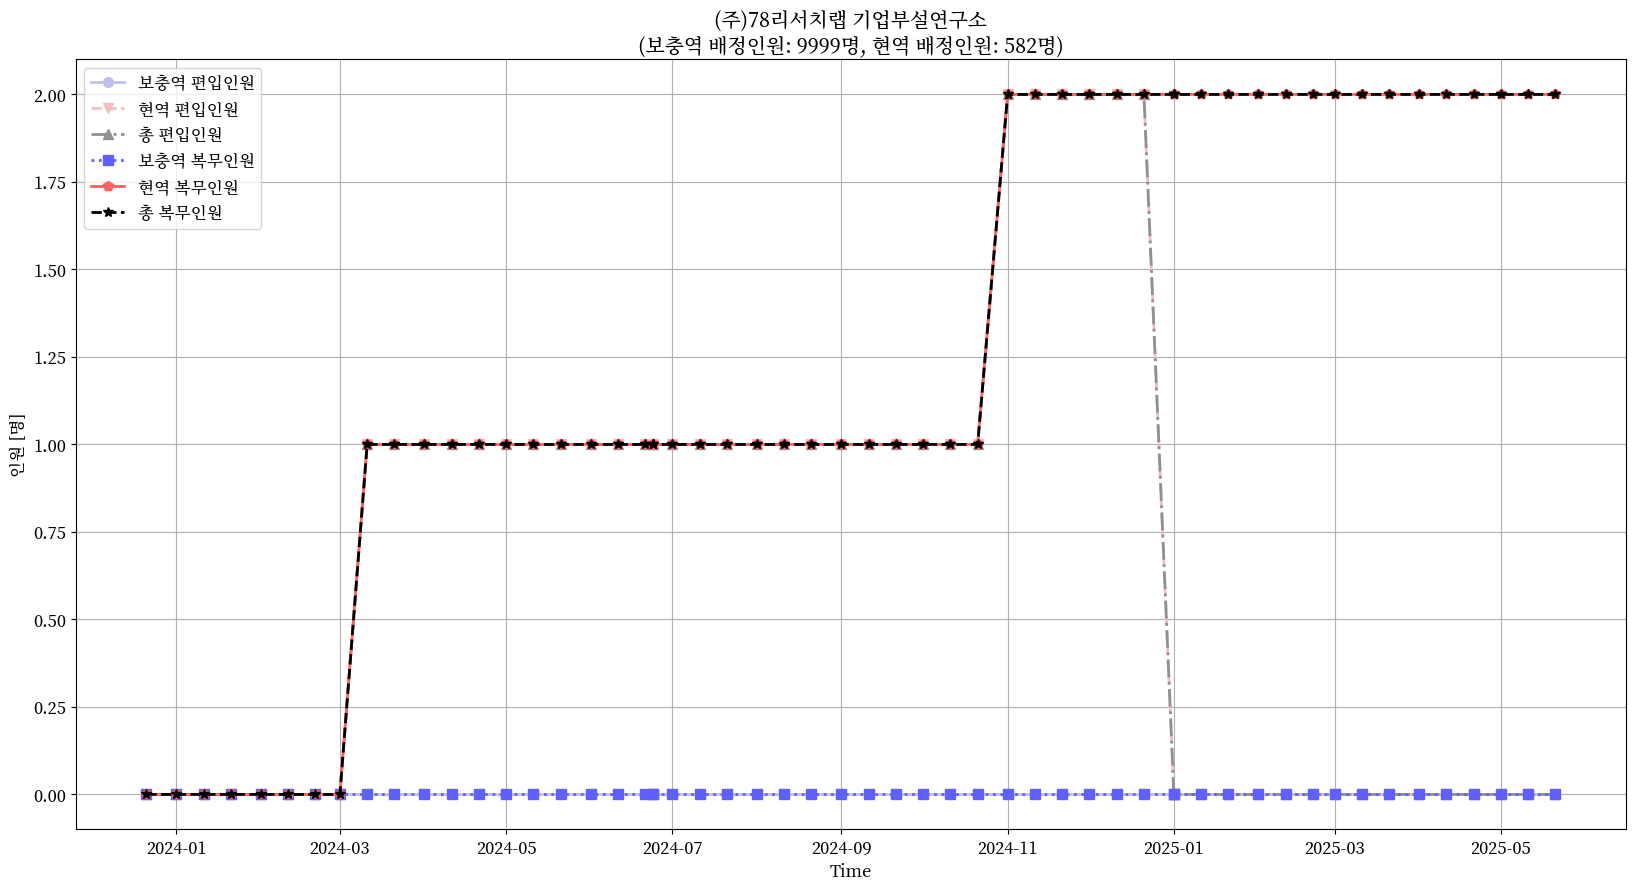 (주)78리서치랩 기업부설연구소
(보충역 배정인원: 9999명, 현역 배정인원: 582명)
보충역 편입인원
현역 편입인원
총 편입인원
보충역 복무인원
현역 복무인원
총 복무인원
인원 [명]
2.00
1.75
1.50
1.25
1.00
0.75
0.50
0.25
0.00
2024-01 2024-03 2024-05 2024-07 2024-09 2024-11 2025-01 2025-03 2025-05
Time